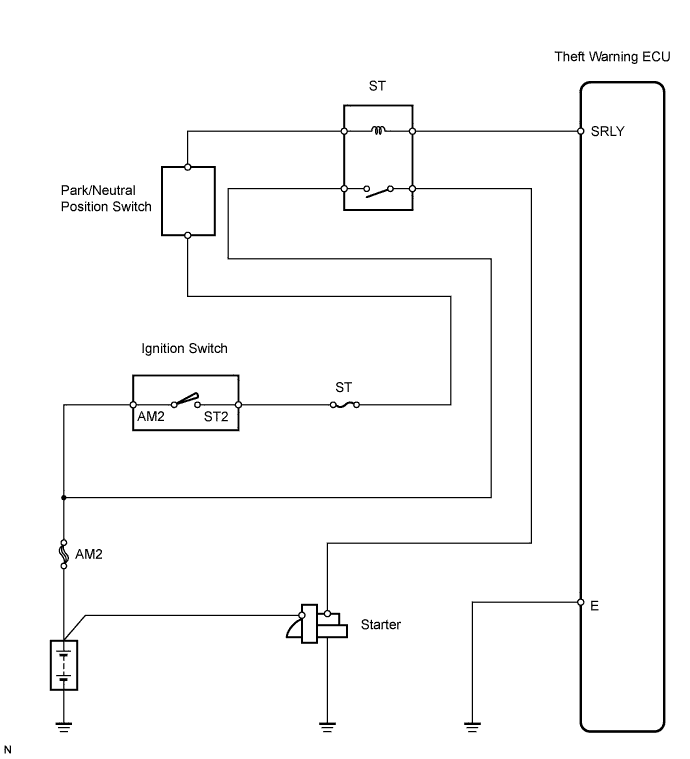 Theft Warning ECU
ST
SRLY
Park/Neutral
Position Switch
Ignition Switch
ST
AM2
ST2
AM2
E
Starter
N